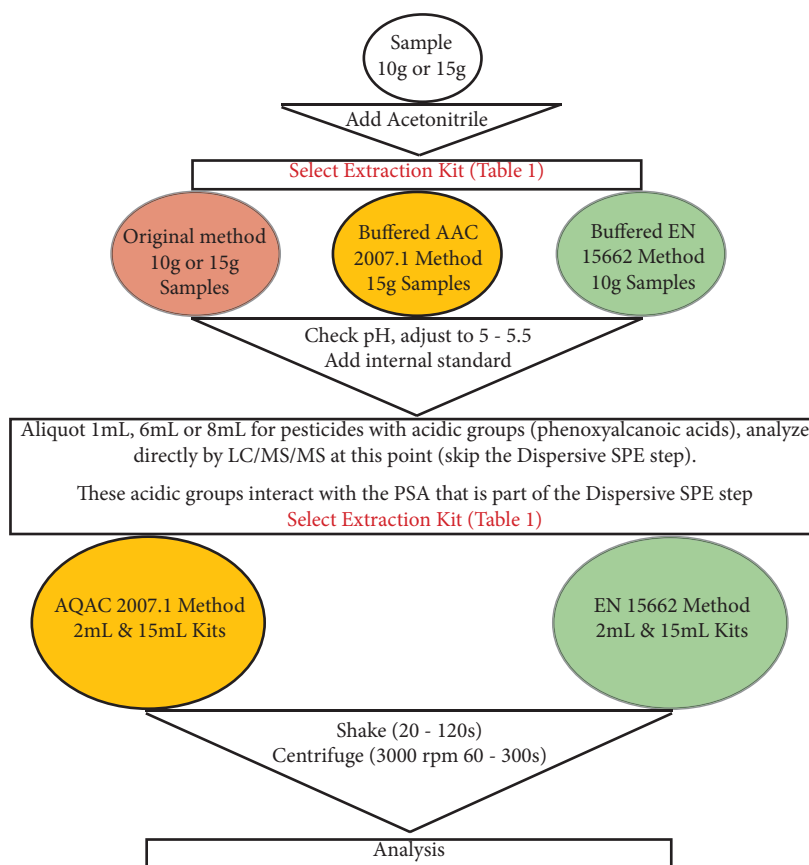 Sample
10g or 15g
Add Acetonitrile
Select Extraction Kit (Table 1)
Original method
10g or 15g
Samples
Buffered AAC
2007.1 Method
15g Samples
Buffered EN
15662 Method
10g Samples
Check pH, adjust to 5 - 5.5
Add internal standard
Aliquot 1mL, 6mL or 8mL for pesticides with acidic groups (phenoxyalcanoic acids), analyze
directly by LC/MS/MS at this point (skip the Dispersive SPE step).
These acidic groups interact with the PSA that is part of the Dispersive SPE step
Select Extraction Kit (Table 1)
AQAC 2007.1 Method
2mL & 15mL Kits
EN 15662 Method
2mL & 15mL Kits
Shake (20 - 120s)
Centrifuge (3000 rpm 60 - 300s)
Analysis